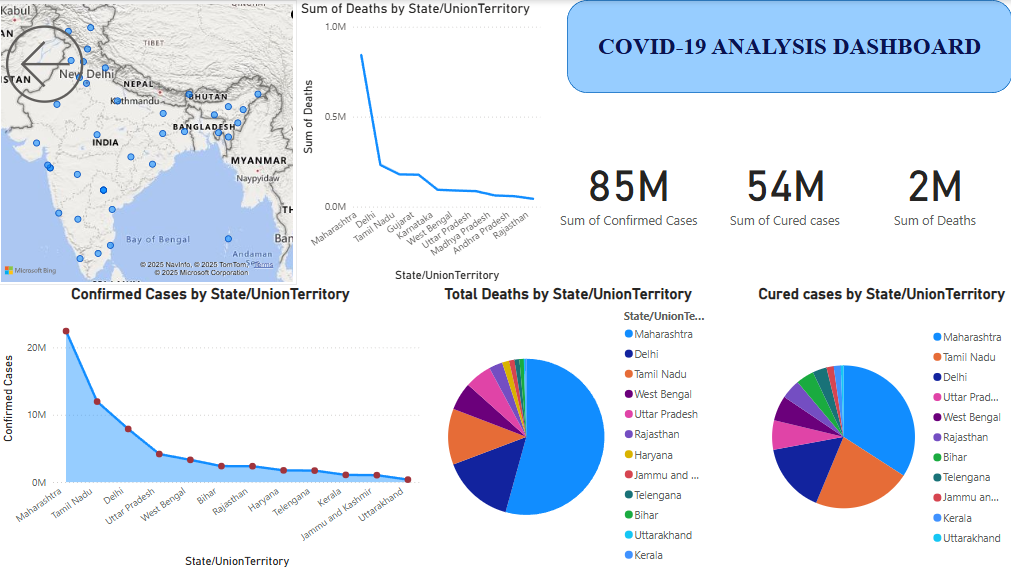 Kabul
AN
STAN
TIBET
New Delhi
NEPAL
Kathmandu
BHUTAN
BANGLADESH
INDIA
MYANMAR
Naypyidaw
TH
Bay of Bengal
Ban
Andaman
Microsoft Bing
© 2025 NavInfo, © 2025 TomTom, Terms
© 2025 Microsoft Corporation
Sum of Deaths by State/UnionTerritory
Sum of Deaths
1.0M
0.5M
0.0M
Maharashtra
Delhi
Tamil Nadu
Gujarat
Karnataka
West Bengal
Uttar Pradesh
Madhya Pradesh
Andhra Pradesh
Rajasthan
State/UnionTerritory
COVID-19 ANALYSIS DASHBOARD
85M
Sum of Confirmed Cases
54M
Sum of Cured cases
2M
Sum of Deaths
Confirmed Cases by State/UnionTerritory
Confirmed Cases
20M
10M
0M
Maharashtra
Tamil Nadu
Delhi
Uttar Pradesh
West Bengal
Bihar
Rajasthan
Haryana
Telengana
Kerala
Jammu and Kashmir
Uttarakhand
State/UnionTerritory
Total Deaths by State/UnionTerritory
State/UnionTe...
Maharashtra
Delhi
Tamil Nadu
West Bengal
Uttar Pradesh
Rajasthan
Haryana
Jammu and ...
Telengana
Bihar
Uttarakhand
Kerala
Cured cases by State/UnionTerritory
Maharashtra
Tamil Nadu
Delhi
Uttar Prad...
West Bengal
Rajasthan
Bihar
Telengana
Jammu an...
Kerala
Uttarakhand